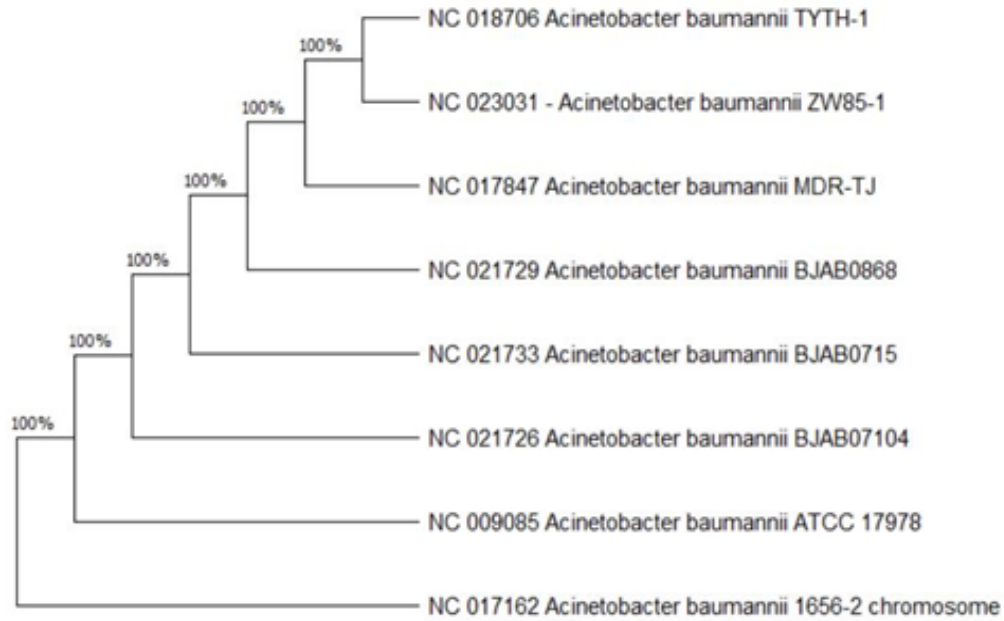 NC 018706 Acinetobacter baumannii TYTH-1
100%
100%
NC 023031 - Acinetobacter baumannii ZW85-1
100%
NC 017847 Acinetobacter baumannii MDR-TJ
100%
NC 021729 Acinetobacter baumannii BJAB0868
100%
NC 021733 Acinetobacter baumannii BJAB0715
100%
NC 021726 Acinetobacter baumannii BJAB07104
NC 009085 Acinetobacter baumannii ATCC 17978
NC 017162 Acinetobacter baumannii 1656-2 chromosome